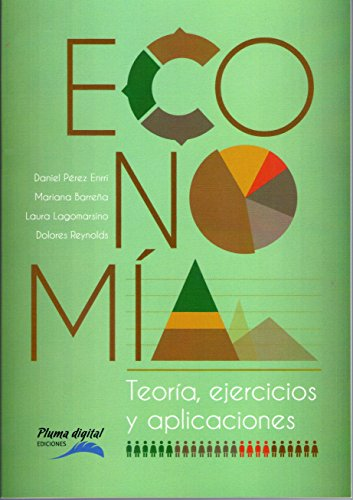 ECO
Daniel Pérez Enrri
Mariana Barreña
Laura Lagomarsino
Dolores Reynolds
NO
MÍA
Teoría, ejercicios
y aplicaciones
Pluma digital
EDICIONES